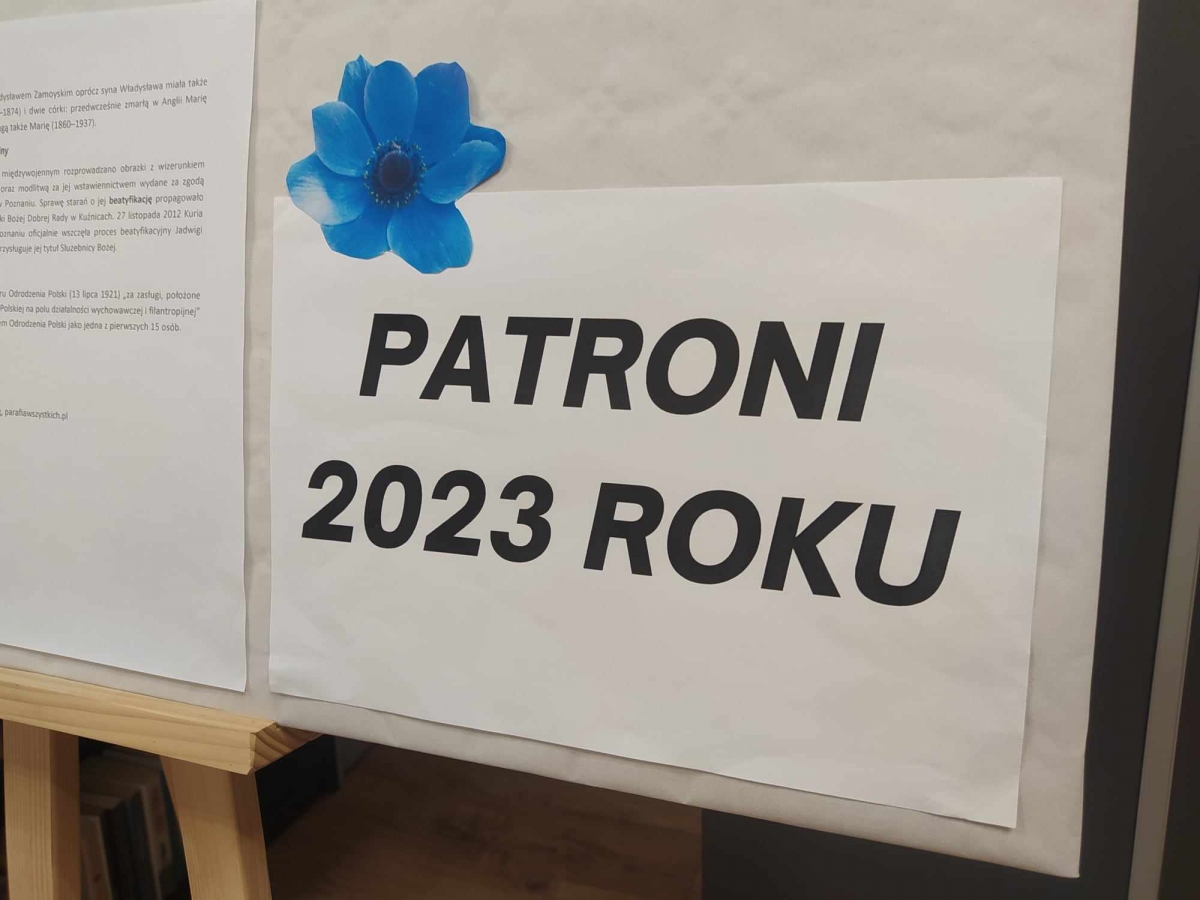 dysławem Zamoyskim oprócz syna Władysława miała także
–1874) i dwie córki: przedwcześnie zmarłą w Anglii Marię
ugą także Marię (1860–1937).
międzywojennym rozprowadzano obrazki z wizerunkiem
oraz modlitwą za jej wstawiennictwem wydane za zgodą
w Poznaniu. Sprawę starań o jej beatyfikację propagowało
ki Bożej Dobrej Rady w Kuźnicach. 27 listopada 2012 Kuria
oznaniu oficjalnie wszczęła proces beatyfikacyjny Jadwigi
rzysługuje jej tytuł Służebnicy Bożej.
ru Odrodzenia Polski (13 lipca 1921) „za zasługi, położone
Polskiej na polu działalności wychowawczej i filantropijnej"
em Odrodzenia Polski jako jedna z pierwszych 15 osób.
, parafiawszystkich.pl
PATRONI
2023 ROKU